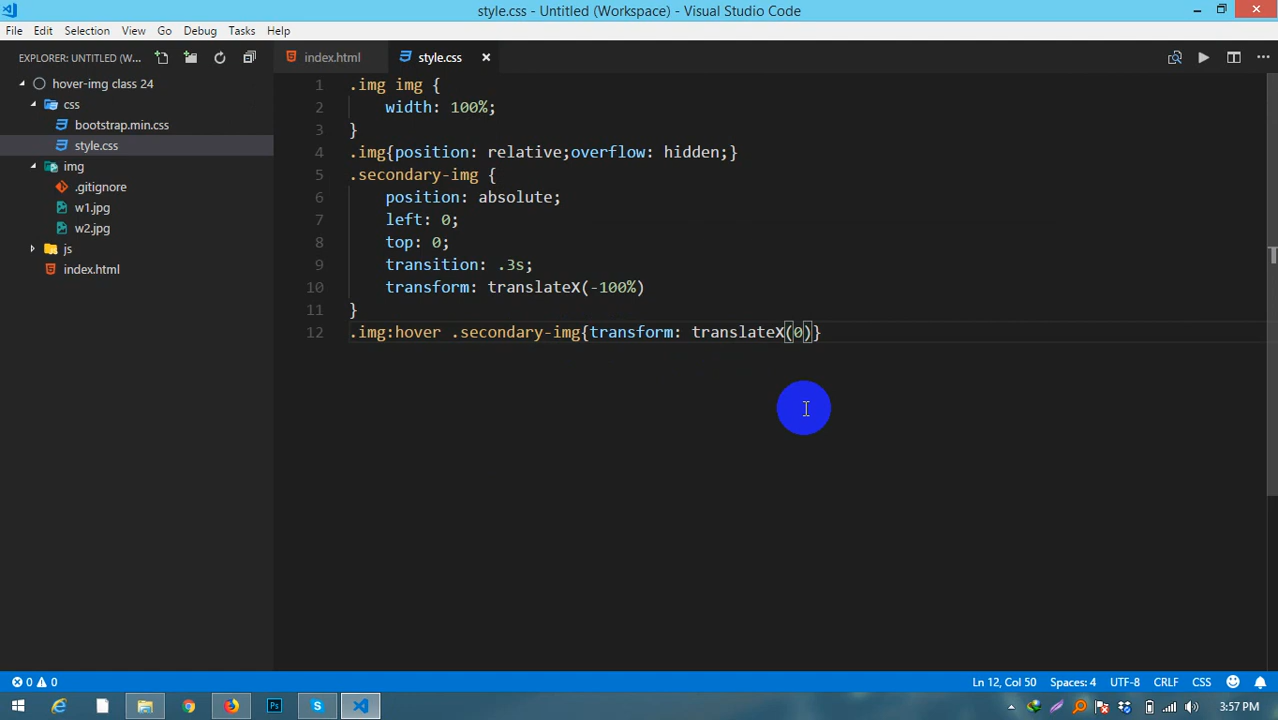 style.css - Untitled (Workspace) - Visual Studio Code
File Edit Selection View Go Debug Tasks Help
EXPLORER: UNTITLED (W... index.html style.css
hover-img class 24
css
bootstrap.min.css
style.css
img
.gitignore
w1.jpg
w2.jpg
js
index.html
1 .img img {
2 width: 100%;
3 }
4 .img{position: relative;overflow: hidden;}
5 .secondary-img {
6 position: absolute;
7 left: 0;
8 top: 0;
9 transition: .3s;
10 transform: translateX(-100%)
11 }
12 .img:hover .secondary-img{transform: translateX(0)}
0 0 Ln 12, Col 50 Spaces: 4 UTF-8 CRLF CSS
Ps 3:57 PM